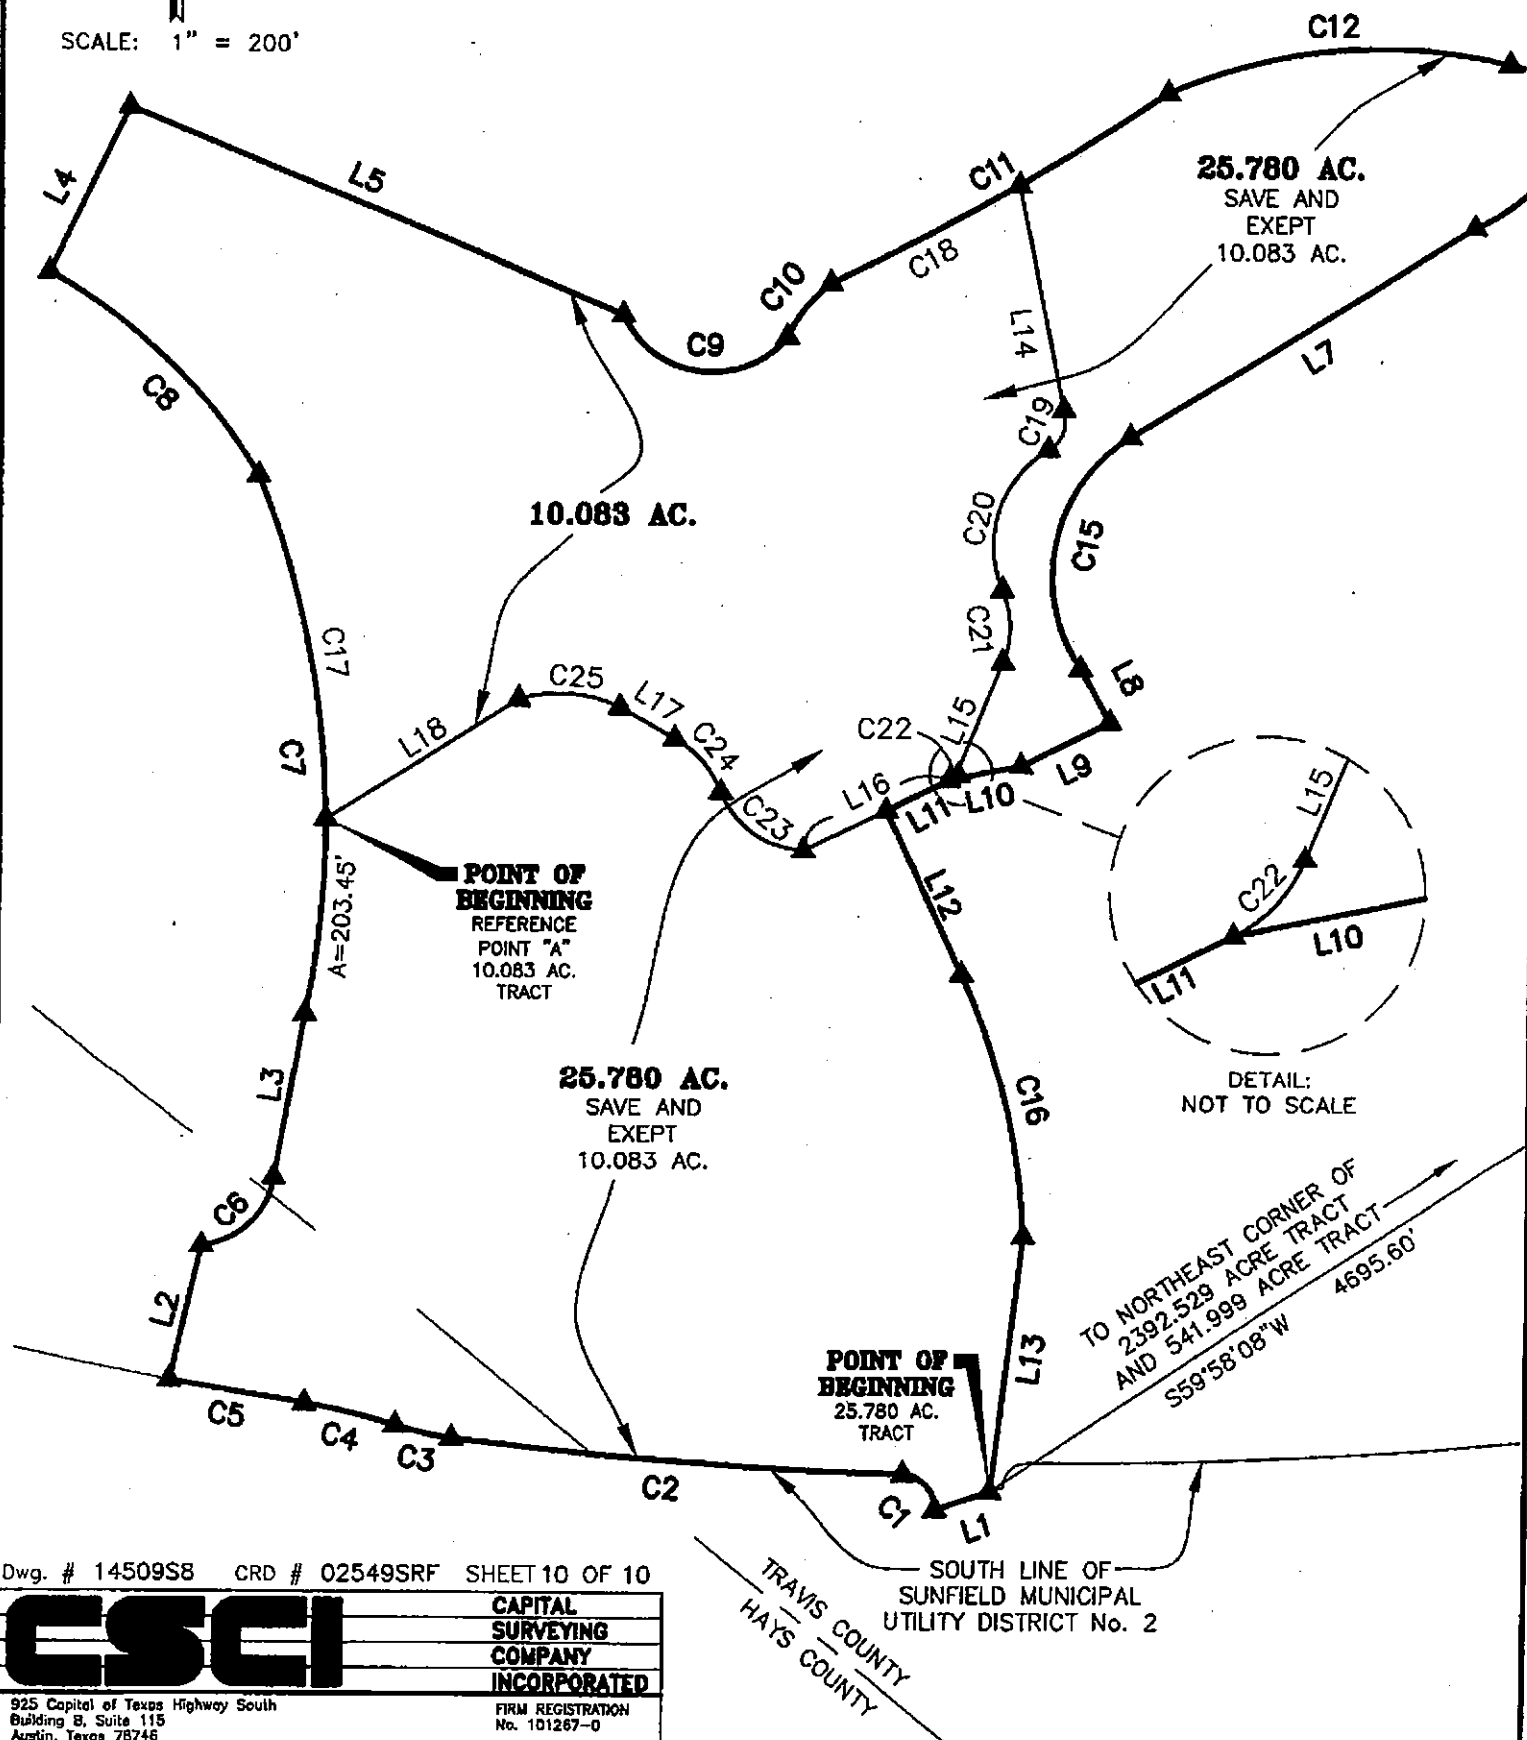 SCALE: 1" = 200'
C12
L4
L5
C11
25.780 AC.
SAVE AND
EXEPT
10.083 AC.
C10
C18
C9
L14
L7
C8
C19
10.083 AC.
C20
C15
C17
C21
L8
C25
L17
C24
C22
L15
L18
C7
L16
L9
C23
L11
L10
L15
POINT OF
BEGINNING
REFERENCE
POINT "A"
10.083 AC.
TRACT
L12
C22
L10
L11
A=203.45'
25.780 AC.
SAVE AND
EXEPT
10.083 AC.
L3
C16
DETAIL:
NOT TO SCALE
C6
L2
TO NORTHEAST CORNER OF
2392.529 ACRE TRACT
AND 541.999 ACRE TRACT
S59°58'08"W
4695.60'
POINT OF
BEGINNING
25.780 AC.
TRACT
L13
C5
C4
C3
C2
C1
L1
SOUTH LINE OF
SUNFIELD MUNICIPAL
UTILITY DISTRICT No. 2
TRAVIS COUNTY
HAYS COUNTY
Dwg. # 14509S8 CRD # 02549SRF SHEET 10 OF 10
CSCI
CAPITAL
SURVEYING
COMPANY
INCORPORATED
925 Capital of Texas Highway South
Building B, Suite 115
Austin, Texas 78746
FIRM REGISTRATION
No. 101267-0